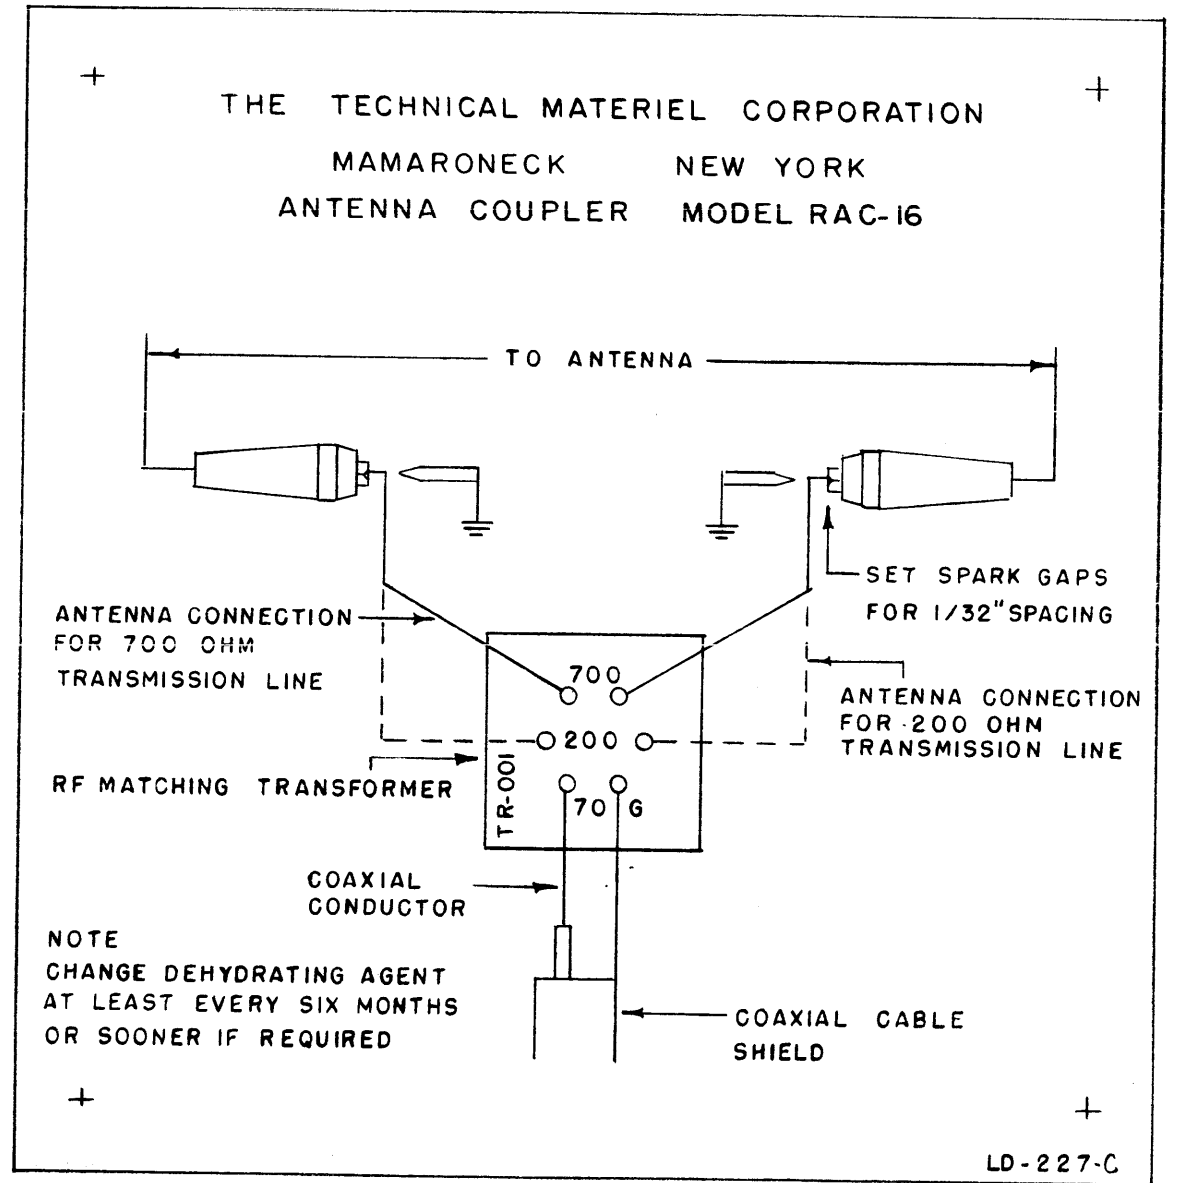 THE TECHNICAL MATERIEL CORPORATION
MAMARONECK NEW YORK
ANTENNA COUPLER MODEL RAC-16
TO ANTENNA
SET SPARK GAPS
FOR 1/32" SPACING
ANTENNA CONNECTION
FOR 700 OHM
TRANSMISSION LINE
700
ANTENNA CONNECTION
FOR 200 OHM
TRANSMISSION LINE
200
RF MATCHING TRANSFORMER
TR-001
70 G
COAXIAL
CONDUCTOR
NOTE
CHANGE DEHYDRATING AGENT
AT LEAST EVERY SIX MONTHS
OR SOONER IF REQUIRED
COAXIAL CABLE
SHIELD
LD-227-C